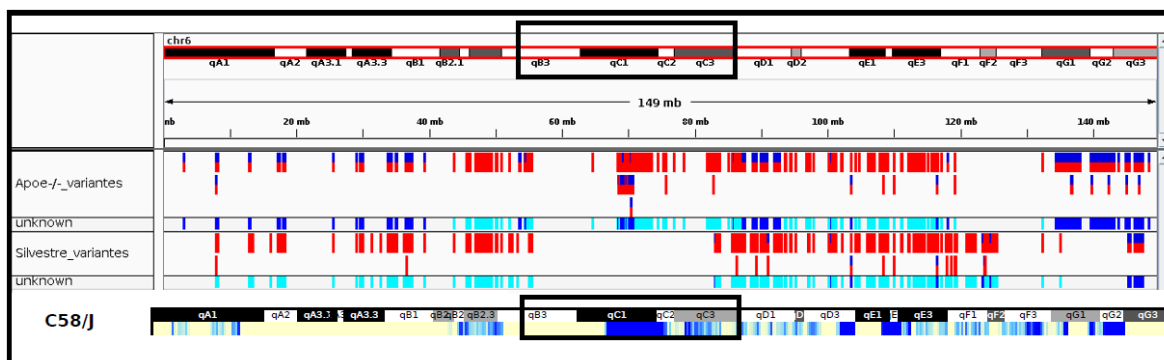 chr6
qA1 qA2 qA3.1 qA3.3 qB1 qB2.1 qB3 qC1 qC2 qC3 qD1 qD2 qE1 qE3 qF1 qF2 qF3 qG1 qG2 qG3
149 mb
mb 20 mb 40 mb 60 mb 80 mb 100 mb 120 mb 140 mb
Apoe-/-_variantes
unknown
Silvestre_variantes
unknown
C58/J qA1 qA2 qA3.1 qA3.3 qB1 qB2 qB2.3 qB3 qC1 qC2 qC3 qD1 qD3 qE1 qE3 qF1 qF2 qF3 qG1 qG2 qG3